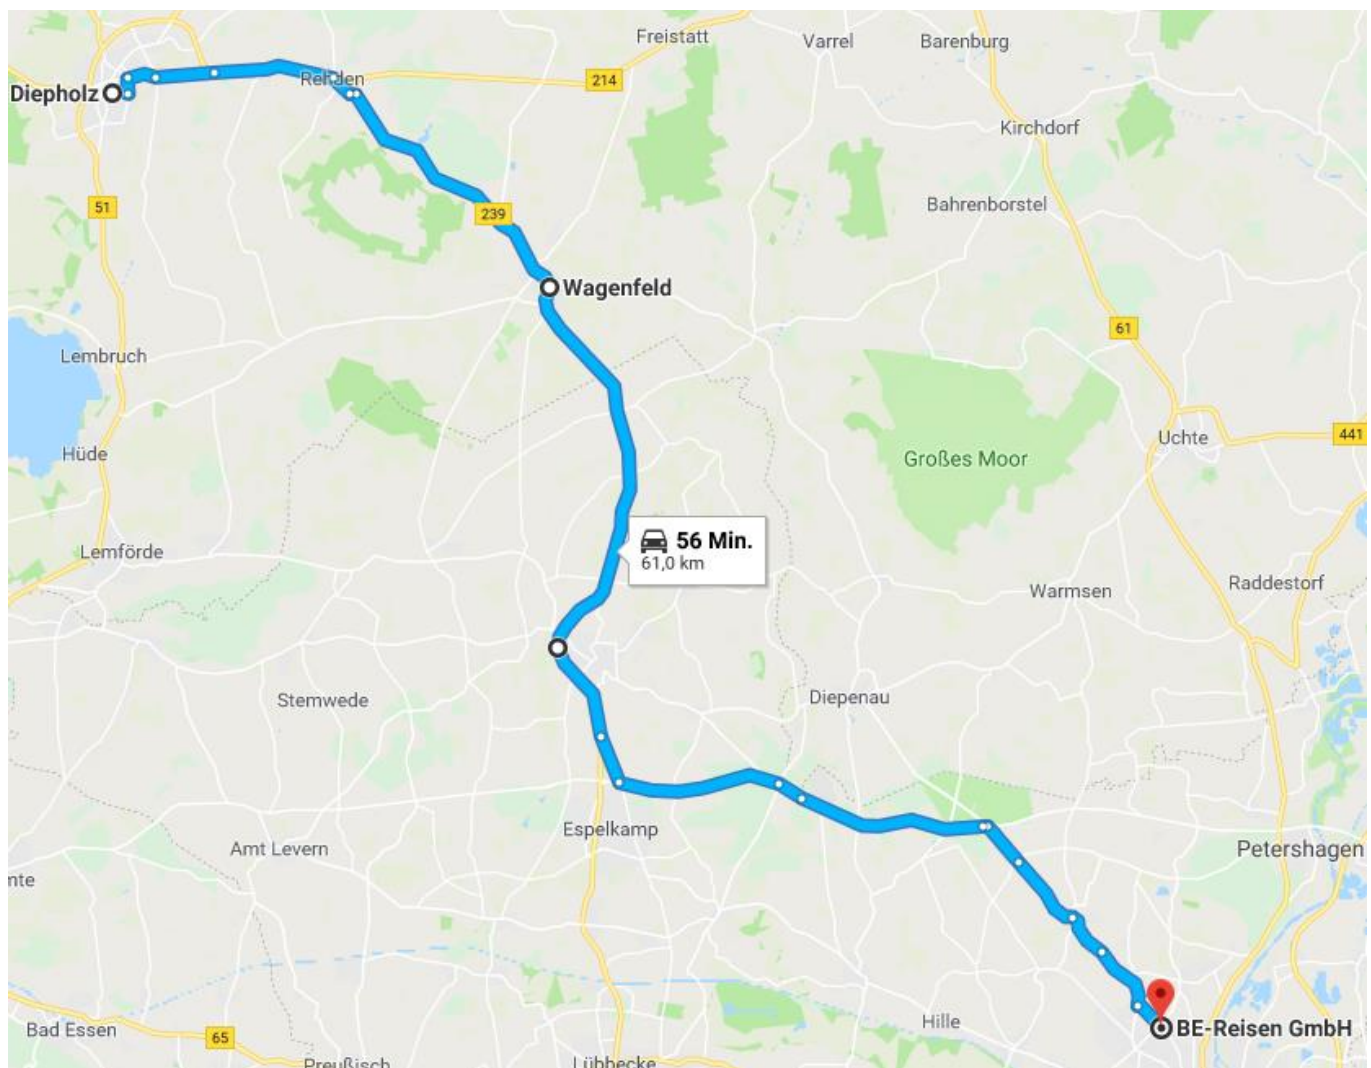 Freistatt
Varrel
Barenburg
Rehden
214
Diepholz
Kirchdorf
51
239
Bahrenborstel
Wagenfeld
61
Lembruch
Uchte
441
Hüde
Großes Moor
56 Min.
61,0 km
Lemförde
Warmsen
Raddestorf
Stemwede
Diepenau
Espelkamp
Amt Levern
Petershagen
mte
Hille
BE-Reisen GmbH
Bad Essen
65
Preußisch
Lübbecke